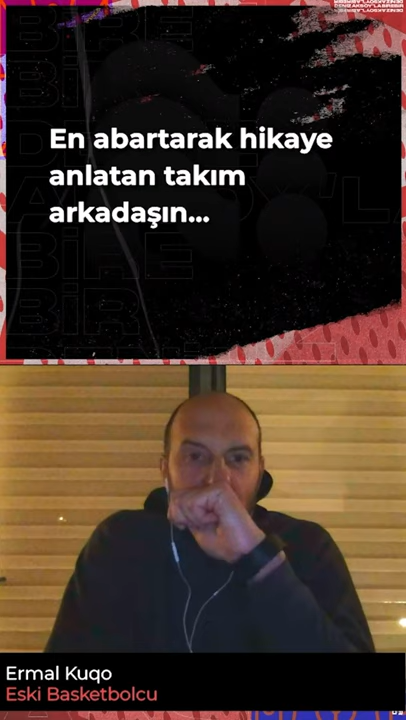 En abartarak hikaye
anlatan takım
arkadaşın...
Ermal Kuqo
Eski Basketbolcu